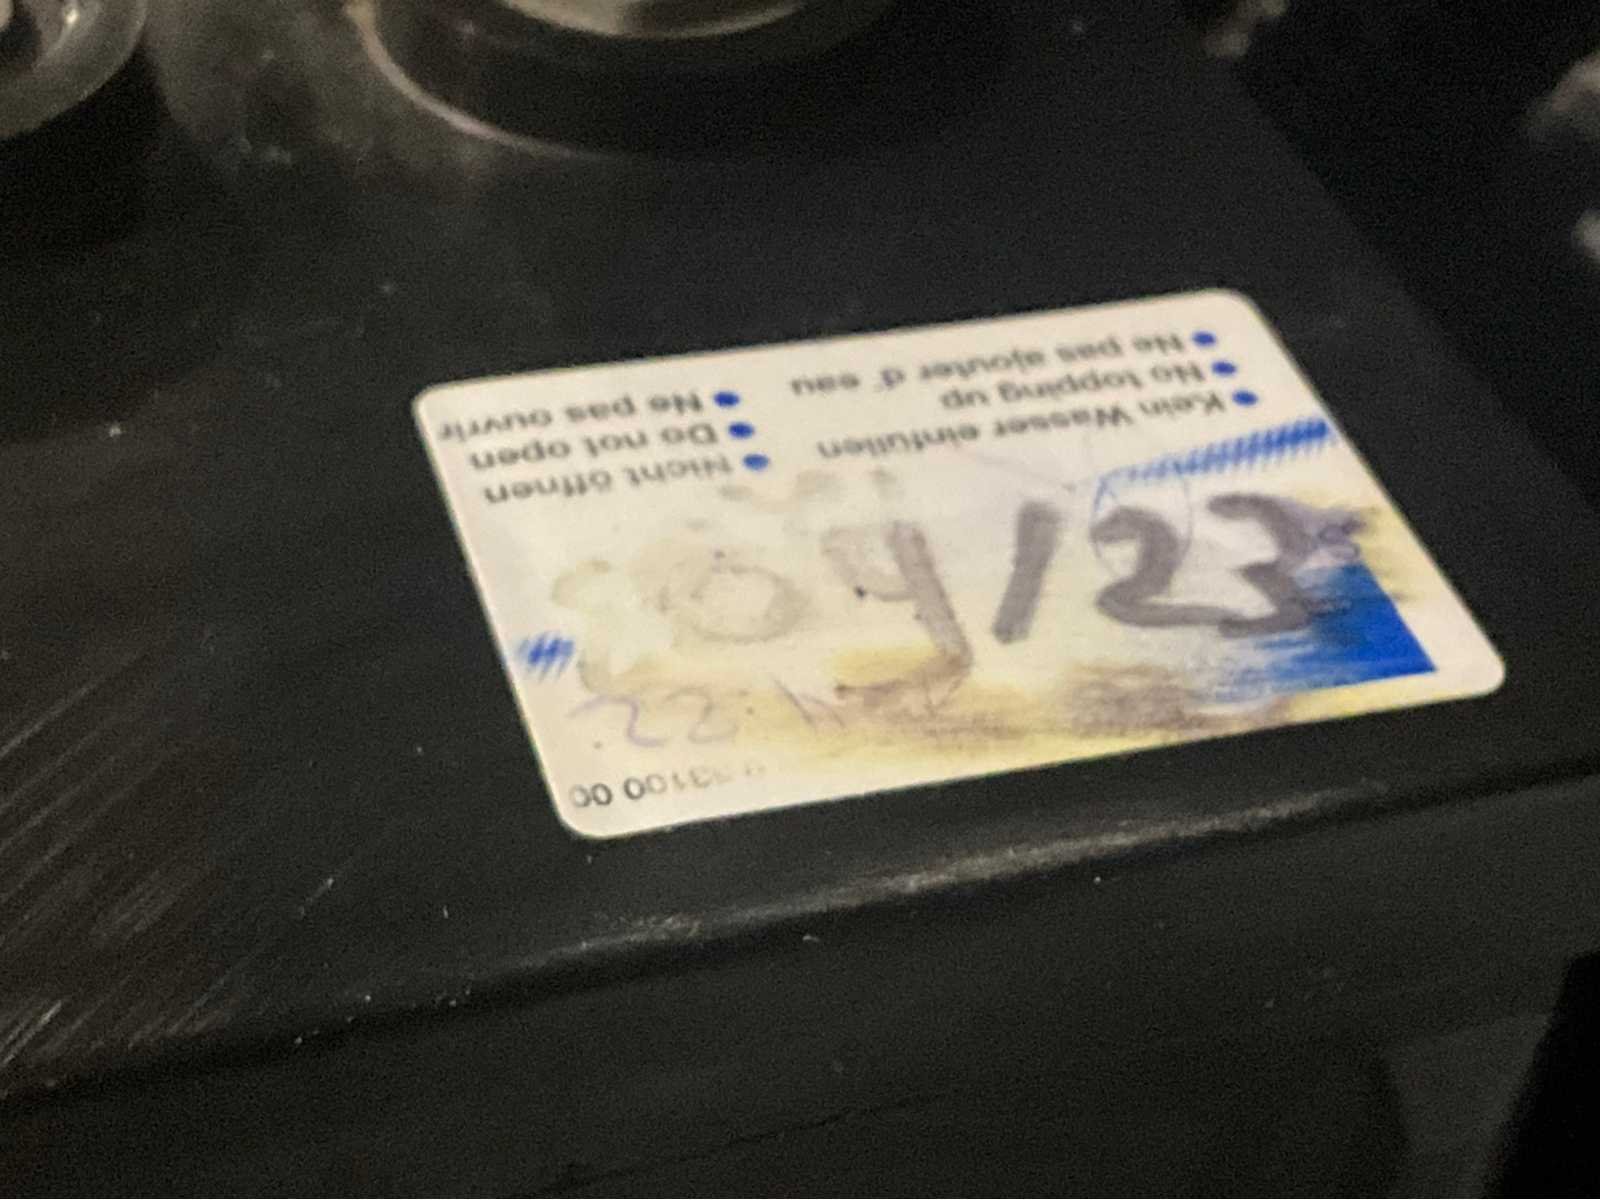 Kein Wasser einfüllen
No topping up
Ne pas ajouter d'eau
Nicht öffnen
Do not open
Ne pas ouvrir
04/23
22